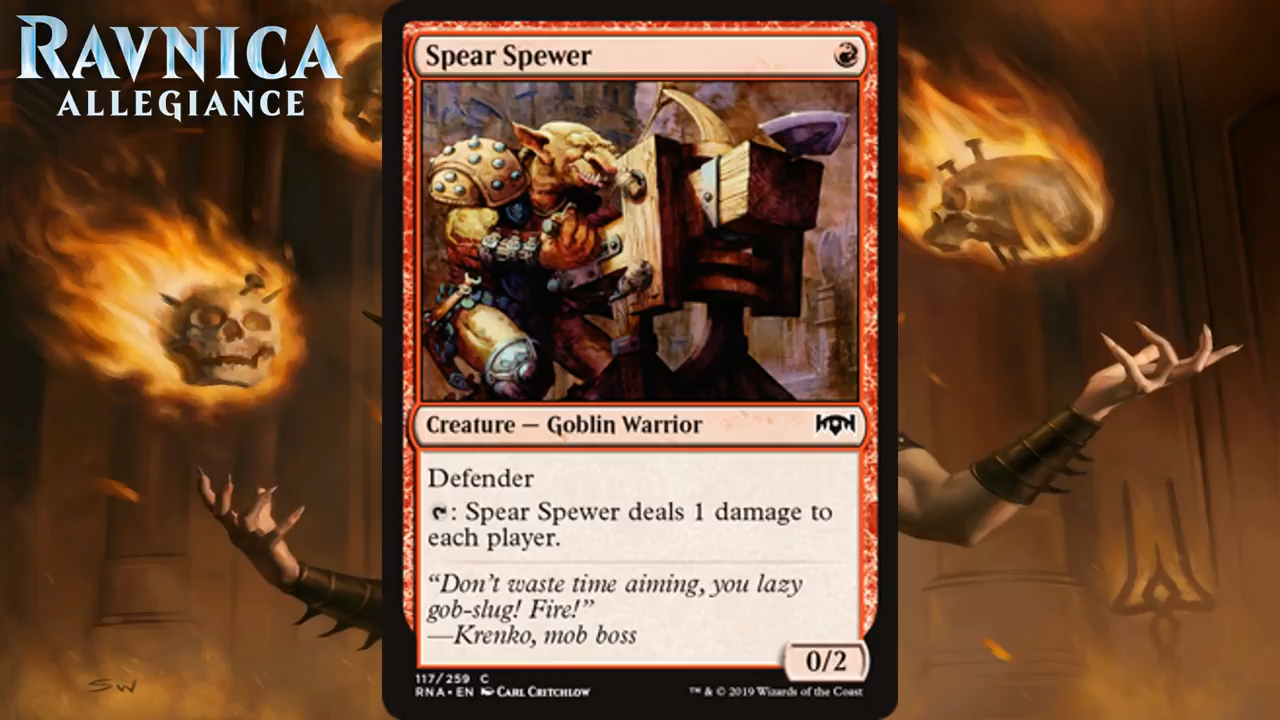 RAVNICA
ALLEGIANCE
Spear Spewer
Creature — Goblin Warrior
Defender
: Spear Spewer deals 1 damage to
each player.
“Don’t waste time aiming, you lazy
gob-slug! Fire!”
—Krenko, mob boss
0/2
117/259 C
RNA • EN Carl Critchlow
™ & © 2019 Wizards of the Coast
SW